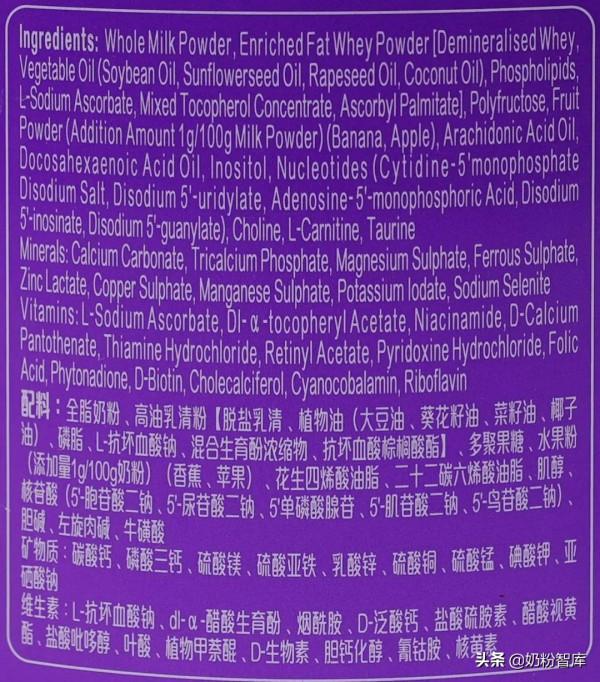 Ingredients: Whole Milk Powder, Enriched Fat Whey Powder [Demineralised Whey,
Vegetable Oil (Soybean Oil, Sunflowerseed Oil, Rapeseed Oil, Coconut Oil), Phospholipids,
L-Sodium Ascorbate, Mixed Tocopherol Concentrate, Ascorbyl Palmitate], Polyfructose, Fruit
Powder (Addition Amount 1g/100g Milk Powder) (Banana, Apple), Arachidonic Acid Oil,
Docosahexaenoic Acid Oil, Inositol, Nucleotides (Cytidine-5'monophosphate
Disodium Salt, Disodium 5'-uridylate, Adenosine-5'-monophosphoric Acid, Disodium
5'-inosinate, Disodium 5'-guanylate), Choline, L-Carnitine, Taurine
Minerals: Calcium Carbonate, Tricalcium Phosphate, Magnesium Sulphate, Ferrous Sulphate,
Zinc Lactate, Copper Sulphate, Manganese Sulphate, Potassium Iodate, Sodium Selenite
Vitamins: L-Sodium Ascorbate, Dl-α-tocopheryl Acetate, Niacinamide, D-Calcium
Pantothenate, Thiamine Hydrochloride, Retinyl Acetate, Pyridoxine Hydrochloride, Folic
Acid, Phytonadione, D-Biotin, Cholecalciferol, Cyanocobalamin, Riboflavin
配料：全脂奶粉、高油乳清粉【脱盐乳清、植物油（大豆油、葵花籽油、菜籽油、椰子
油）、磷脂、L-抗坏血酸钠、混合生育酚浓缩物、抗坏血酸棕榈酸酯】、多聚果糖、水果粉
（添加量1g/100g奶粉）（香蕉、苹果）、花生四烯酸油脂、二十二碳六烯酸油脂、肌醇、
核苷酸（5'-胞苷酸二钠、5'-尿苷酸二钠、5'单磷酸腺苷、5'-肌苷酸二钠、5'-鸟苷酸二钠）、
胆碱、左旋肉碱、牛磺酸
矿物质：碳酸钙、磷酸三钙、硫酸镁、硫酸亚铁、乳酸锌、硫酸铜、硫酸锰、碘酸钾、亚
硒酸钠
维生素：L-抗坏血酸钠、dl-α-醋酸生育酚、烟酰胺、D-泛酸钙、盐酸硫胺素、醋酸视黄
酯、盐酸吡哆醇、叶酸、植物甲萘醌、D-生物素、胆钙化醇、氰钴胺、核黄素
头条 @奶粉智库